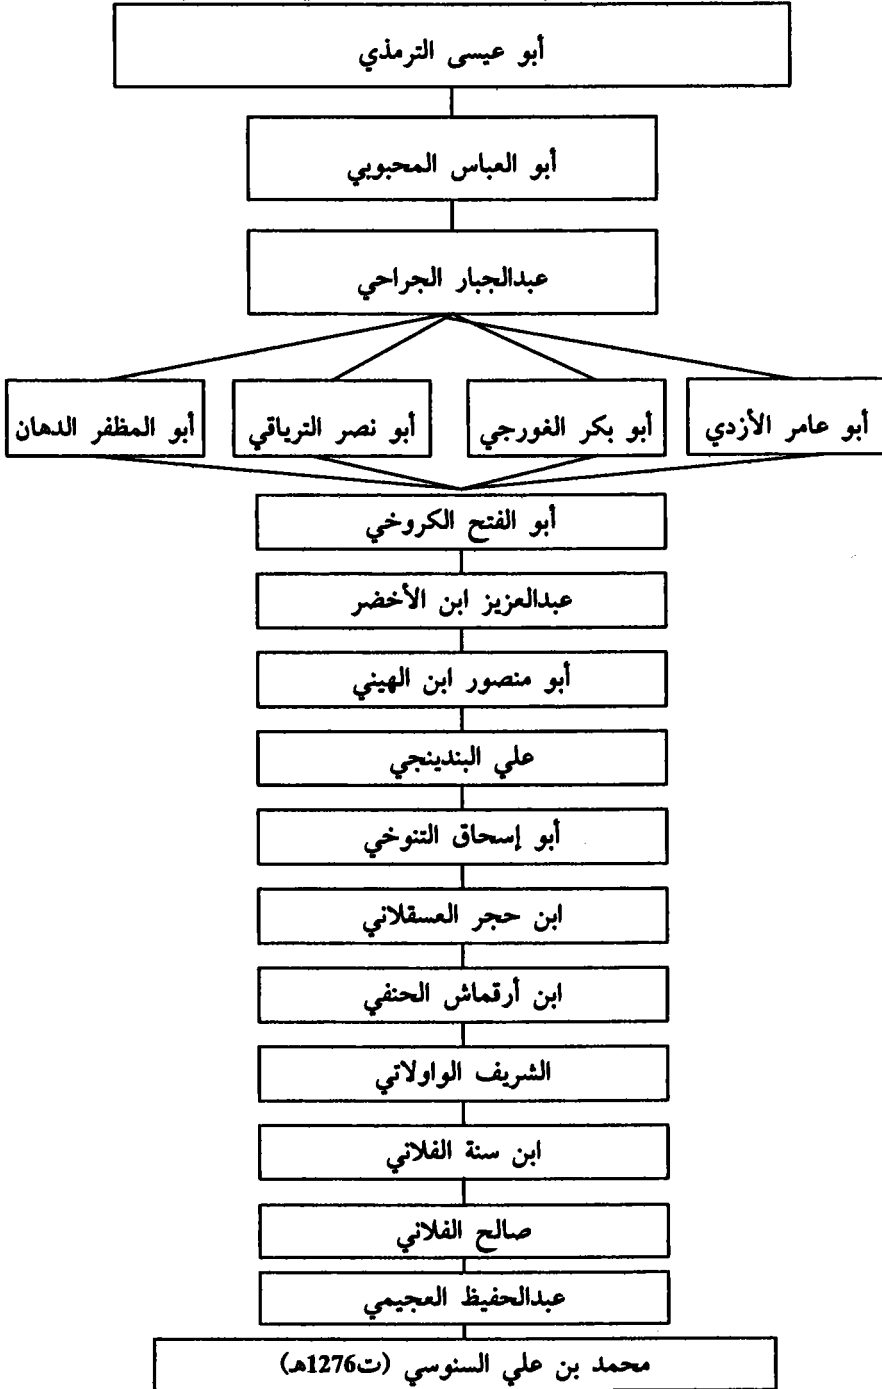 أبو عيسى الترمذي
أبو العباس المحبوبي
عبدالجبار الجراحي
أبو عامر الأزدي
أبو بكر الغورجي
أبو نصر الترياقي
أبو المظفر الدهان
أبو الفتح الكروخي
عبدالعزيز ابن الأخضر
أبو منصور ابن الهيني
علي البندينجي
أبو إسحاق التنوخي
ابن حجر العسقلاني
ابن أرقماش الحنفي
الشريف الواولاتي
ابن سنة الفلاني
صالح الفلاني
عبدالحفيظ العجيمي
محمد بن علي السنوسي (ت1276هـ)